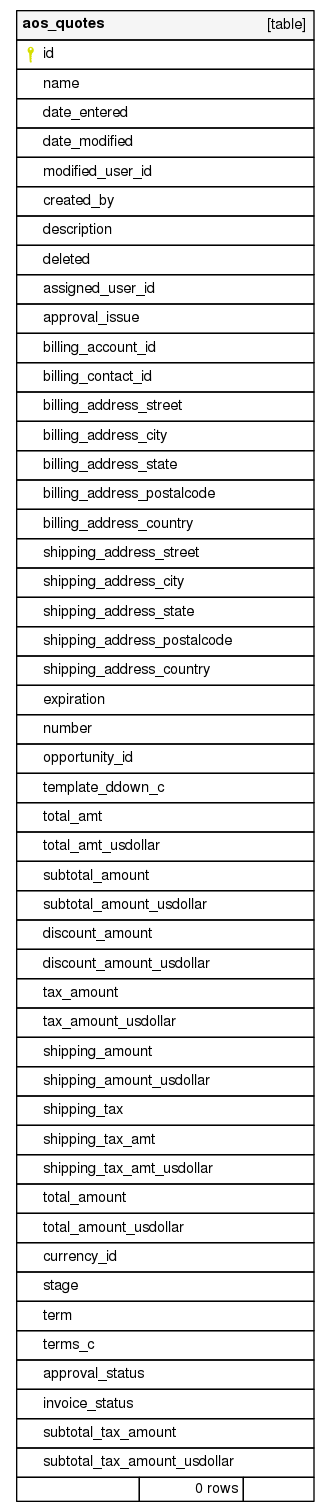 aos_quotes [table]
id
name
date_entered
date_modified
modified_user_id
created_by
description
deleted
assigned_user_id
approval_issue
billing_account_id
billing_contact_id
billing_address_street
billing_address_city
billing_address_state
billing_address_postalcode
billing_address_country
shipping_address_street
shipping_address_city
shipping_address_state
shipping_address_postalcode
shipping_address_country
expiration
number
opportunity_id
template_ddown_c
total_amt
total_amt_usdollar
subtotal_amount
subtotal_amount_usdollar
discount_amount
discount_amount_usdollar
tax_amount
tax_amount_usdollar
shipping_amount
shipping_amount_usdollar
shipping_tax
shipping_tax_amt
shipping_tax_amt_usdollar
total_amount
total_amount_usdollar
currency_id
stage
term
terms_c
approval_status
invoice_status
subtotal_tax_amount
subtotal_tax_amount_usdollar
0 rows